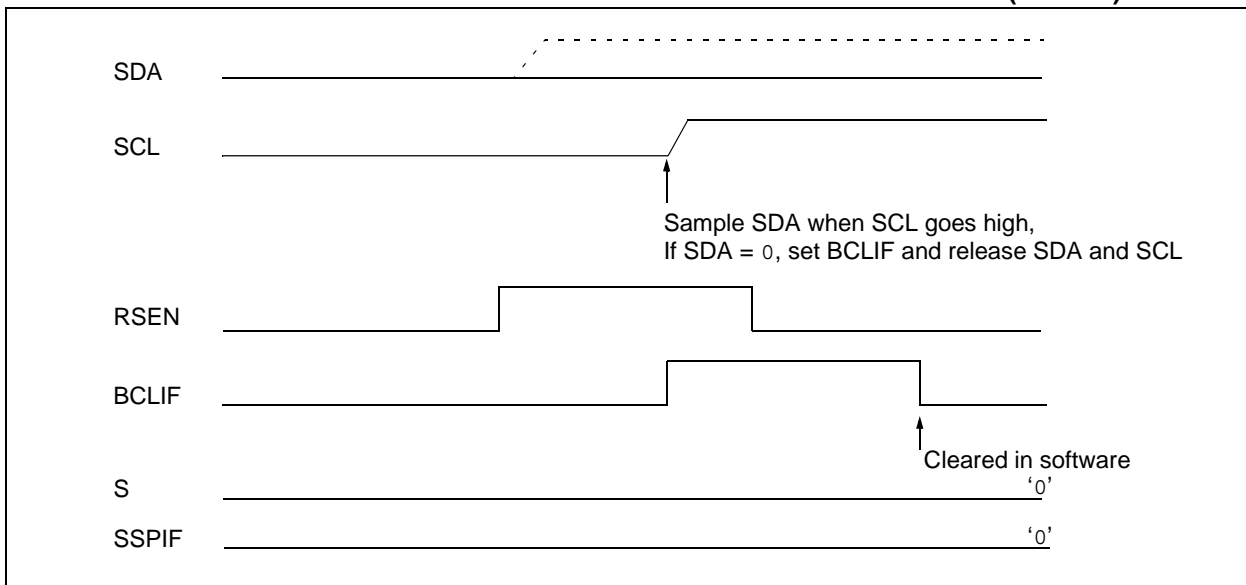 SDA
SCL
Sample SDA when SCL goes high,
If SDA = 0, set BCLIF and release SDA and SCL
RSEN
BCLIF
Cleared in software
S
‘0’
SSPIF
‘0’